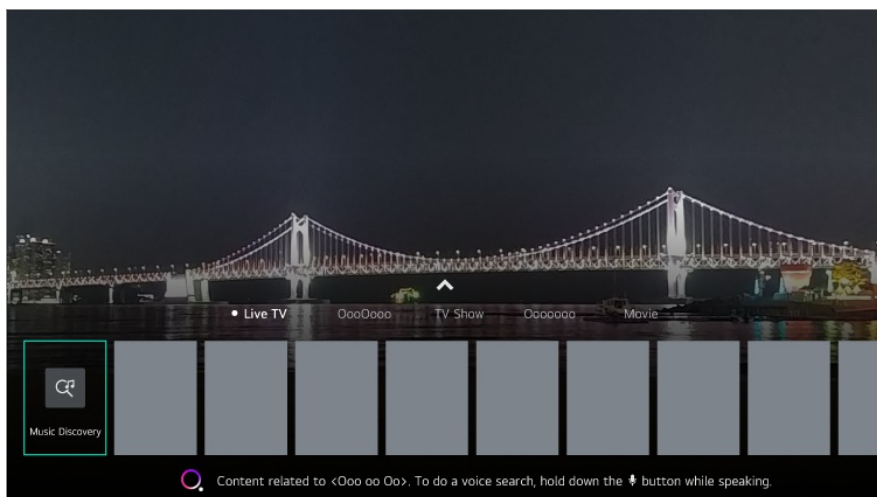 Live TV OooOooo TV Show Ooooooo Movie
Music Discovery
Content related to <Ooo oo Oo>. To do a voice search, hold down the button while speaking.